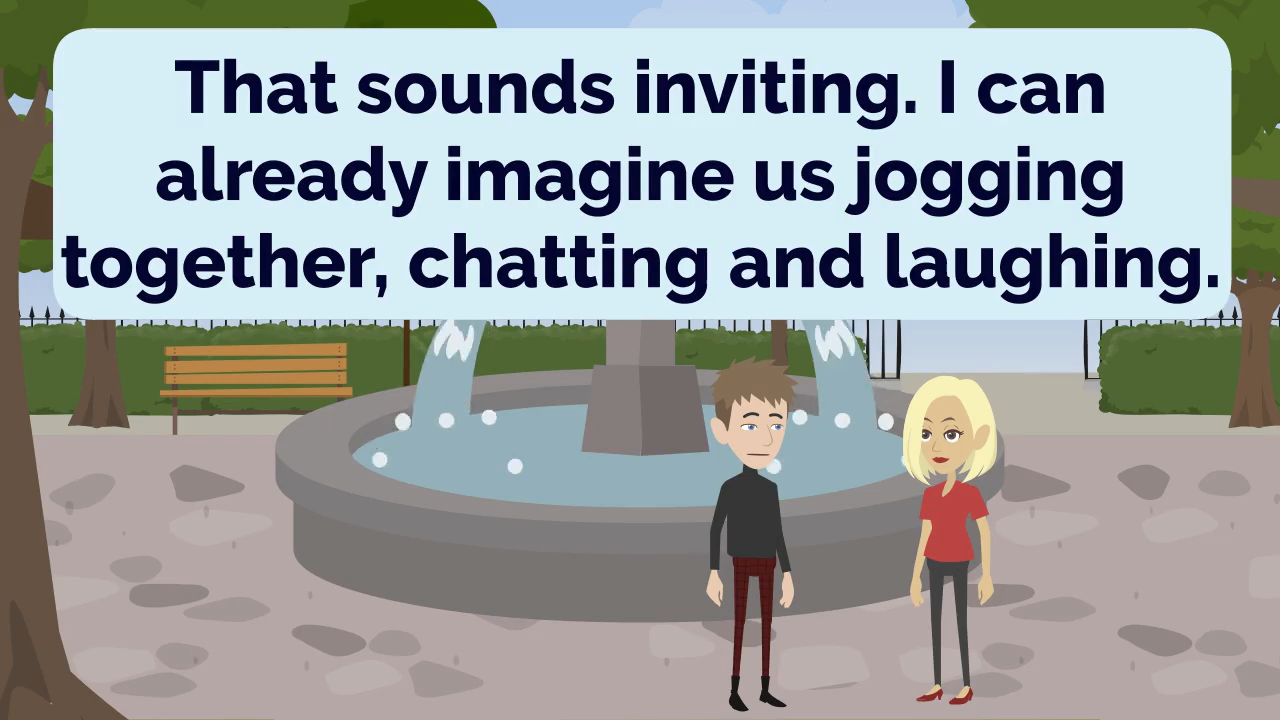 That sounds inviting. I can
already imagine us jogging
together, chatting and laughing.